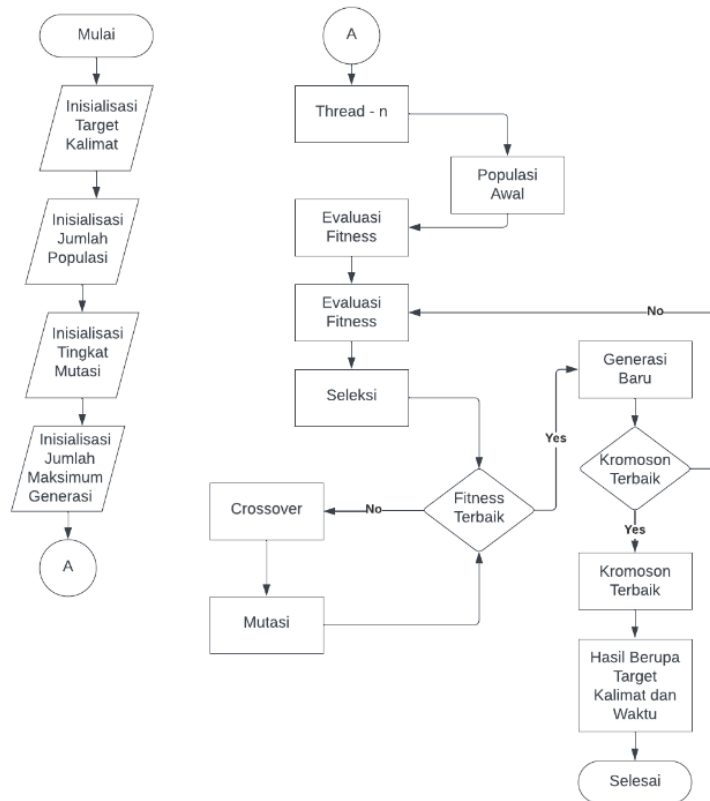 Mulai
Inisialisasi
Target
Kalimat
Inisialisasi
Jumlah
Populasi
Inisialisasi
Tingkat
Mutasi
Inisialisasi
Jumlah
Maksimum
Generasi
A
A
Thread - n
Populasi
Awal
Evaluasi
Fitness
Evaluasi
Fitness
Seleksi
Fitness
Terbaik
No
Crossover
Mutasi
Yes
Generasi
Baru
Kromoson
Terbaik
No
Yes
Kromoson
Terbaik
Hasil Berupa
Target
Kalimat dan
Waktu
Selesai